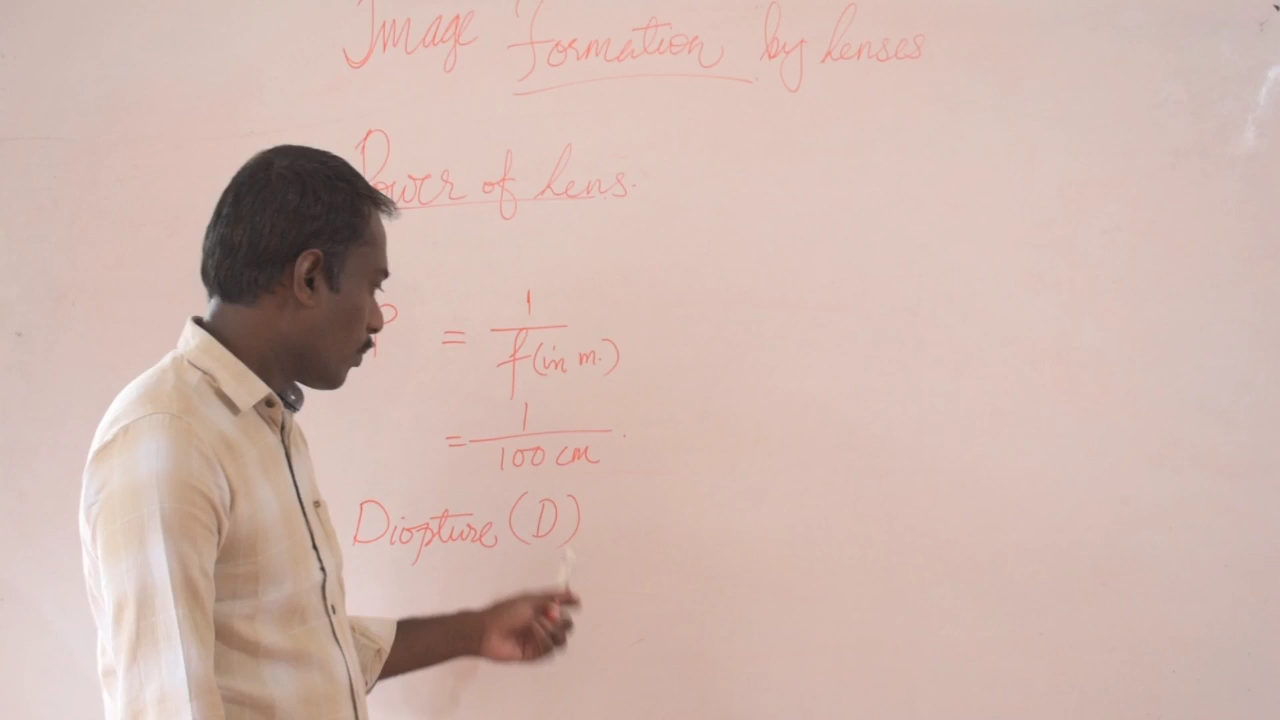 Image Formation by Lenses
Power of Lens.
P = 1 / f (in m.)
= 1 / 100 cm
Diopture (D)